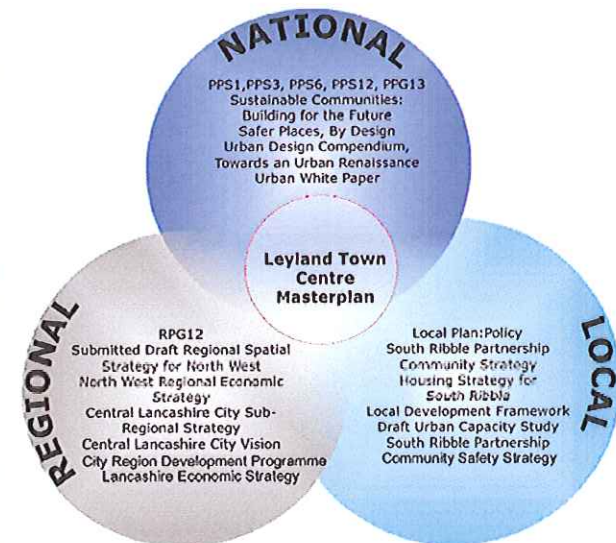 NATIONAL
PPS1,PPS3, PPS6, PPS12, PPG13
Sustainable Communities:
Building for the Future
Safer Places, By Design
Urban Design Compendium,
Towards an Urban Renaissance
Urban White Paper
Leyland Town
Centre
Masterplan
REGIONAL
RPG12
Submitted Draft Regional Spatial
Strategy for North West
North West Regional Economic
Strategy
Central Lancashire City Sub-
Regional Strategy
Central Lancashire City Vision
City Region Development Programme
Lancashire Economic Strategy
LOCAL
Local Plan:Policy
South Ribble Partnership
Community Strategy
Housing Strategy for
South Ribble
Local Development Framework
Draft Urban Capacity Study
South Ribble Partnership
Community Safety Strategy